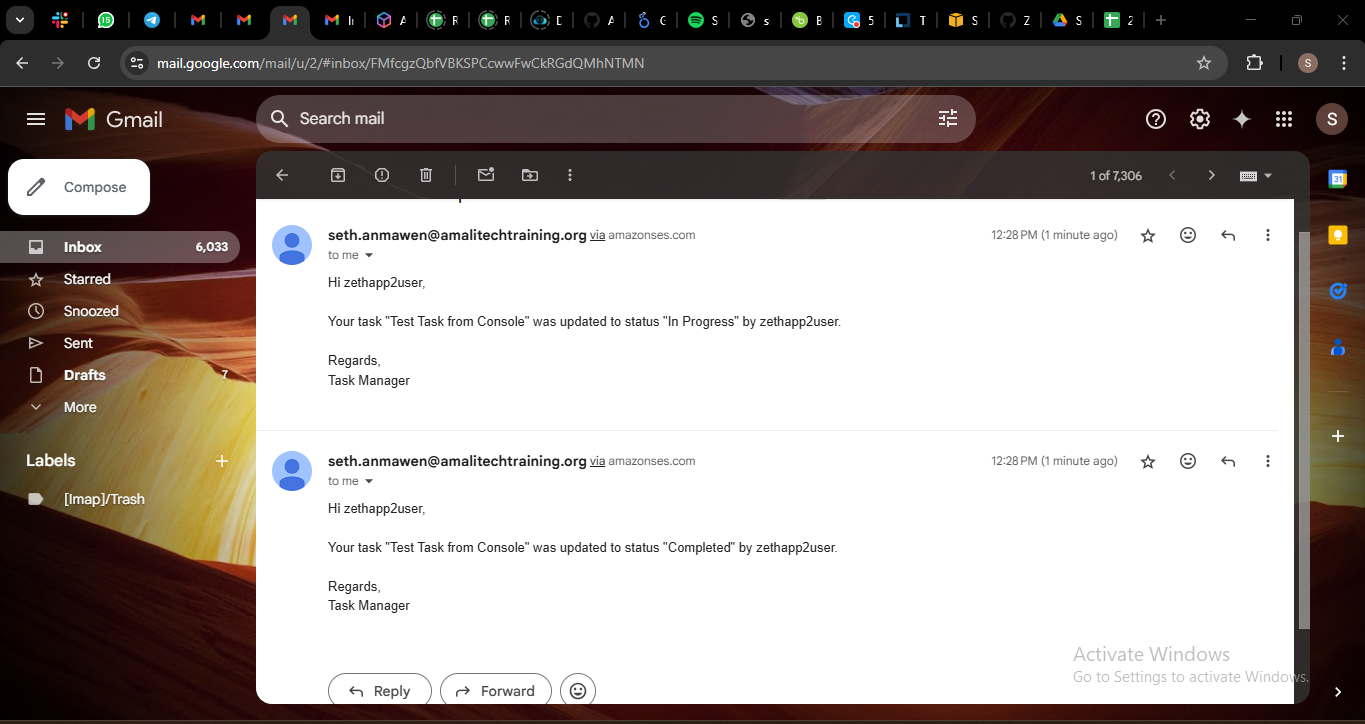 15
I
A
R
R
D
A
G
S
s
B
5
T
S
Z
S
2
mail.google.com/mail/u/2/#inbox/FMfcgzQbfVBKSPCcwwFwCkRGdQMhNTMN
S
Gmail
Search mail
S
Compose
1 of 7,306
31
Inbox 6,033
Starred
Snoozed
Sent
Drafts 7
More
Labels
[Imap]/Trash
seth.anmawen@amalitechtraining.org via amazonses.com 12:28 PM (1 minute ago)
to me
Hi zethapp2user,
Your task "Test Task from Console" was updated to status "In Progress" by zethapp2user.
Regards,
Task Manager
seth.anmawen@amalitechtraining.org via amazonses.com 12:28 PM (1 minute ago)
to me
Hi zethapp2user,
Your task "Test Task from Console" was updated to status "Completed" by zethapp2user.
Regards,
Task Manager
Reply Forward
Activate Windows
Go to Settings to activate Windows.